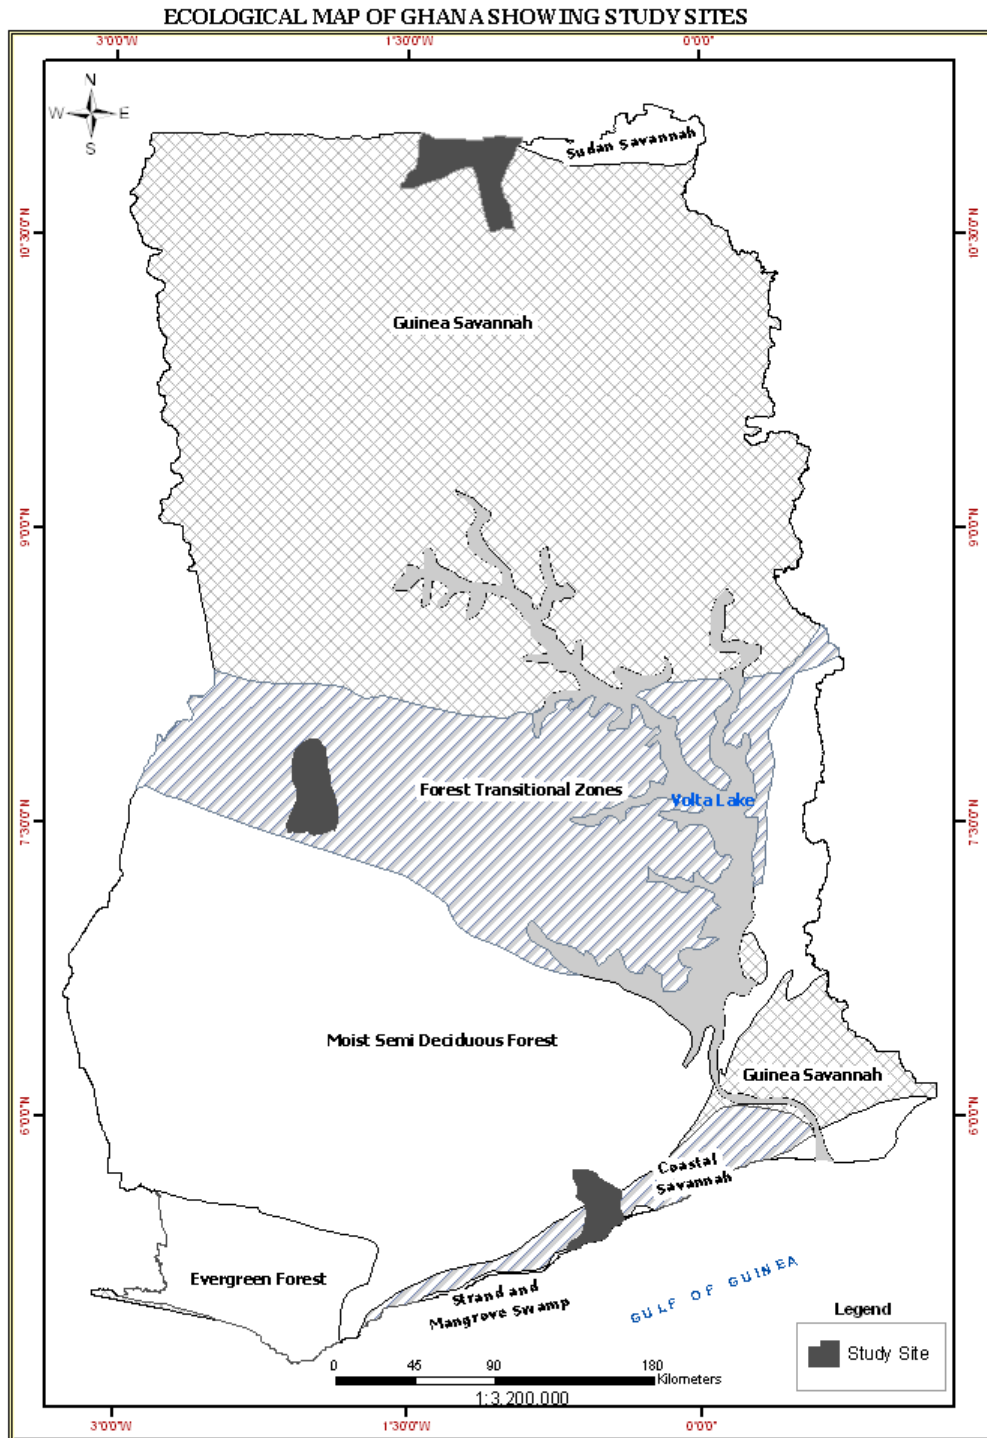 ECOLOGICAL MAP OF GHANA SHOWING STUDY SITES
3°0'0"W
1°30'0"W
0°0'0"
N
W
E
S
Sudan Savannah
10°30'0"N
10°30'0"N
Guinea Savannah
9°0'0"N
9°0'0"N
Forest Transitional Zones
Volta Lake
7°30'0"N
7°30'0"N
Moist Semi Deciduous Forest
Guinea Savannah
6°0'0"N
6°0'0"N
Coastal
Savannah
Evergreen Forest
Strand and
Mangrove Swamp
GULF OF GUINEA
Legend
Study Site
0 45 90 180
Kilometers
1:3,200,000
3°0'0"W
1°30'0"W
0°0'0"